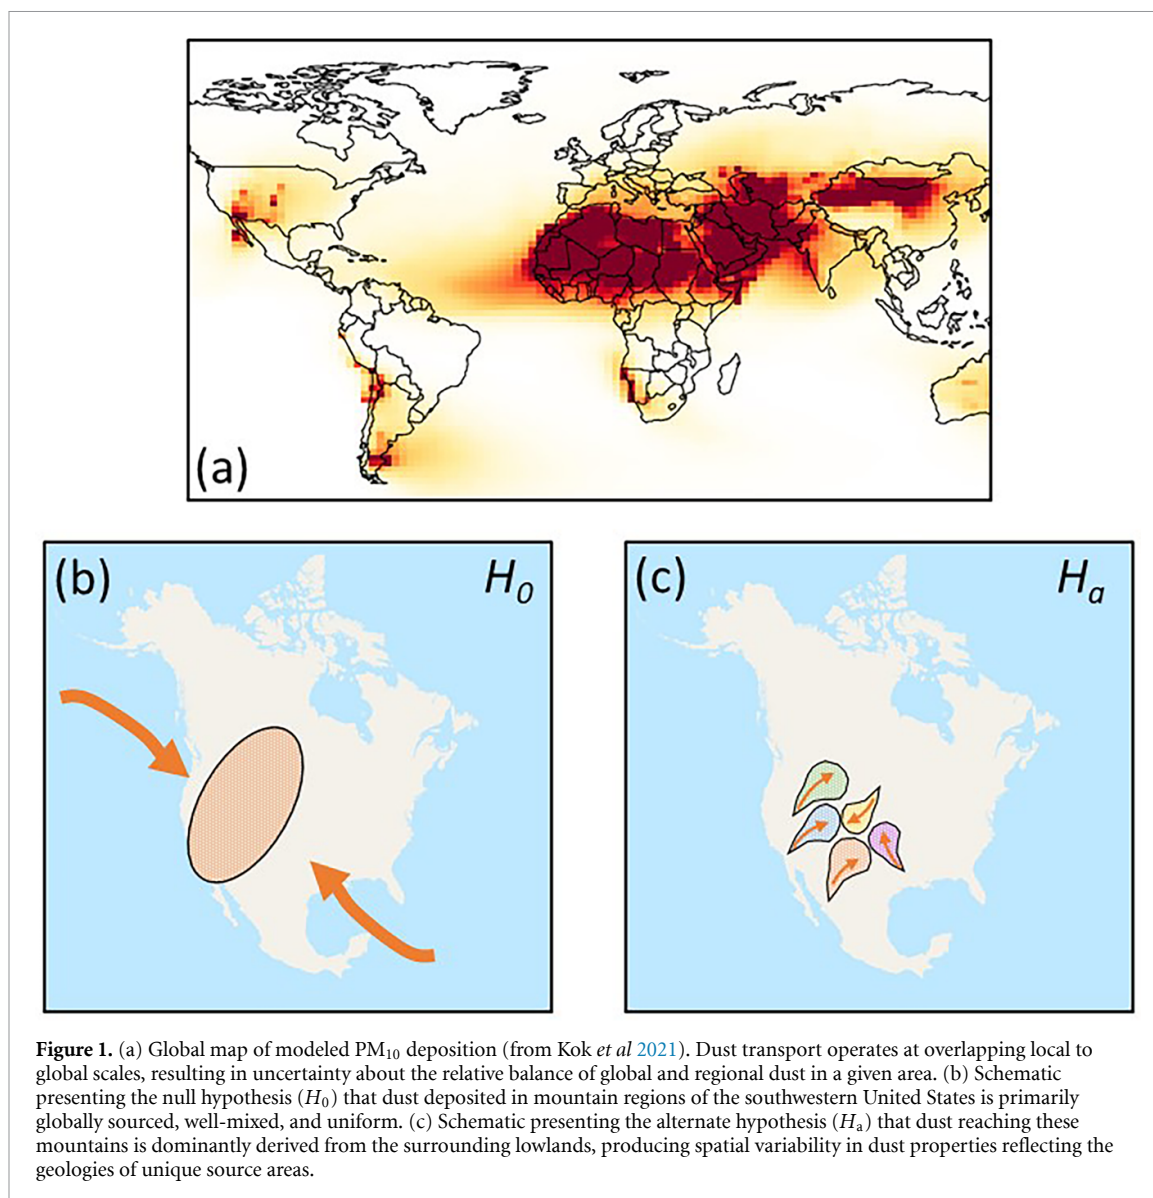 (a)
(b)
H0
(c)
Ha
Figure 1. (a) Global map of modeled PM10 deposition (from Kok et al 2021). Dust transport operates at overlapping local to
global scales, resulting in uncertainty about the relative balance of global and regional dust in a given area. (b) Schematic
presenting the null hypothesis (H0) that dust deposited in mountain regions of the southwestern United States is primarily
globally sourced, well-mixed, and uniform. (c) Schematic presenting the alternate hypothesis (Ha) that dust reaching these
mountains is dominantly derived from the surrounding lowlands, producing spatial variability in dust properties reflecting the
geologies of unique source areas.